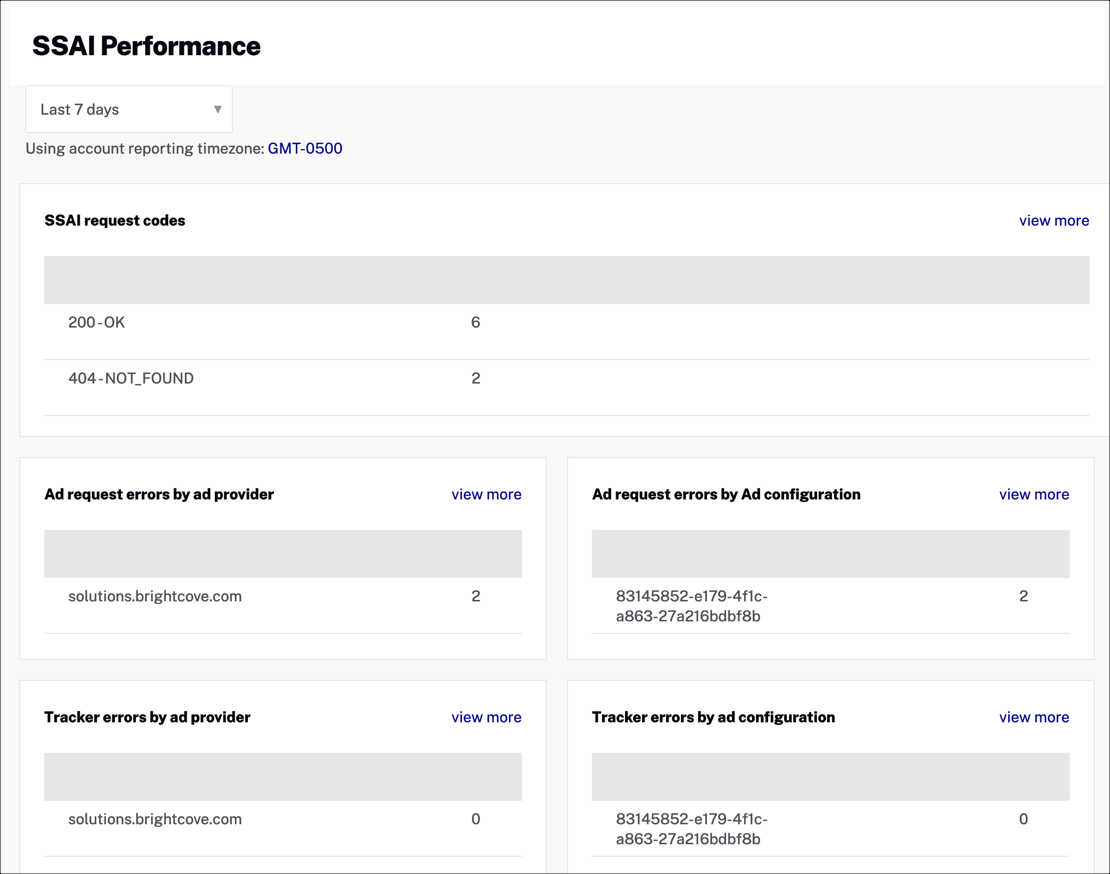 SSAI Performance
Last 7 days ▼
Using account reporting timezone: GMT-0500
SSAI request codes view more
200-OK 6
404-NOT_FOUND 2
Ad request errors by ad provider view more
solutions.brightcove.com 2
Ad request errors by Ad configuration view more
83145852-e179-4f1c- 2
a863-27a216bdbf8b
Tracker errors by ad provider view more
solutions.brightcove.com 0
Tracker errors by ad configuration view more
83145852-e179-4f1c- 0
a863-27a216bdbf8b